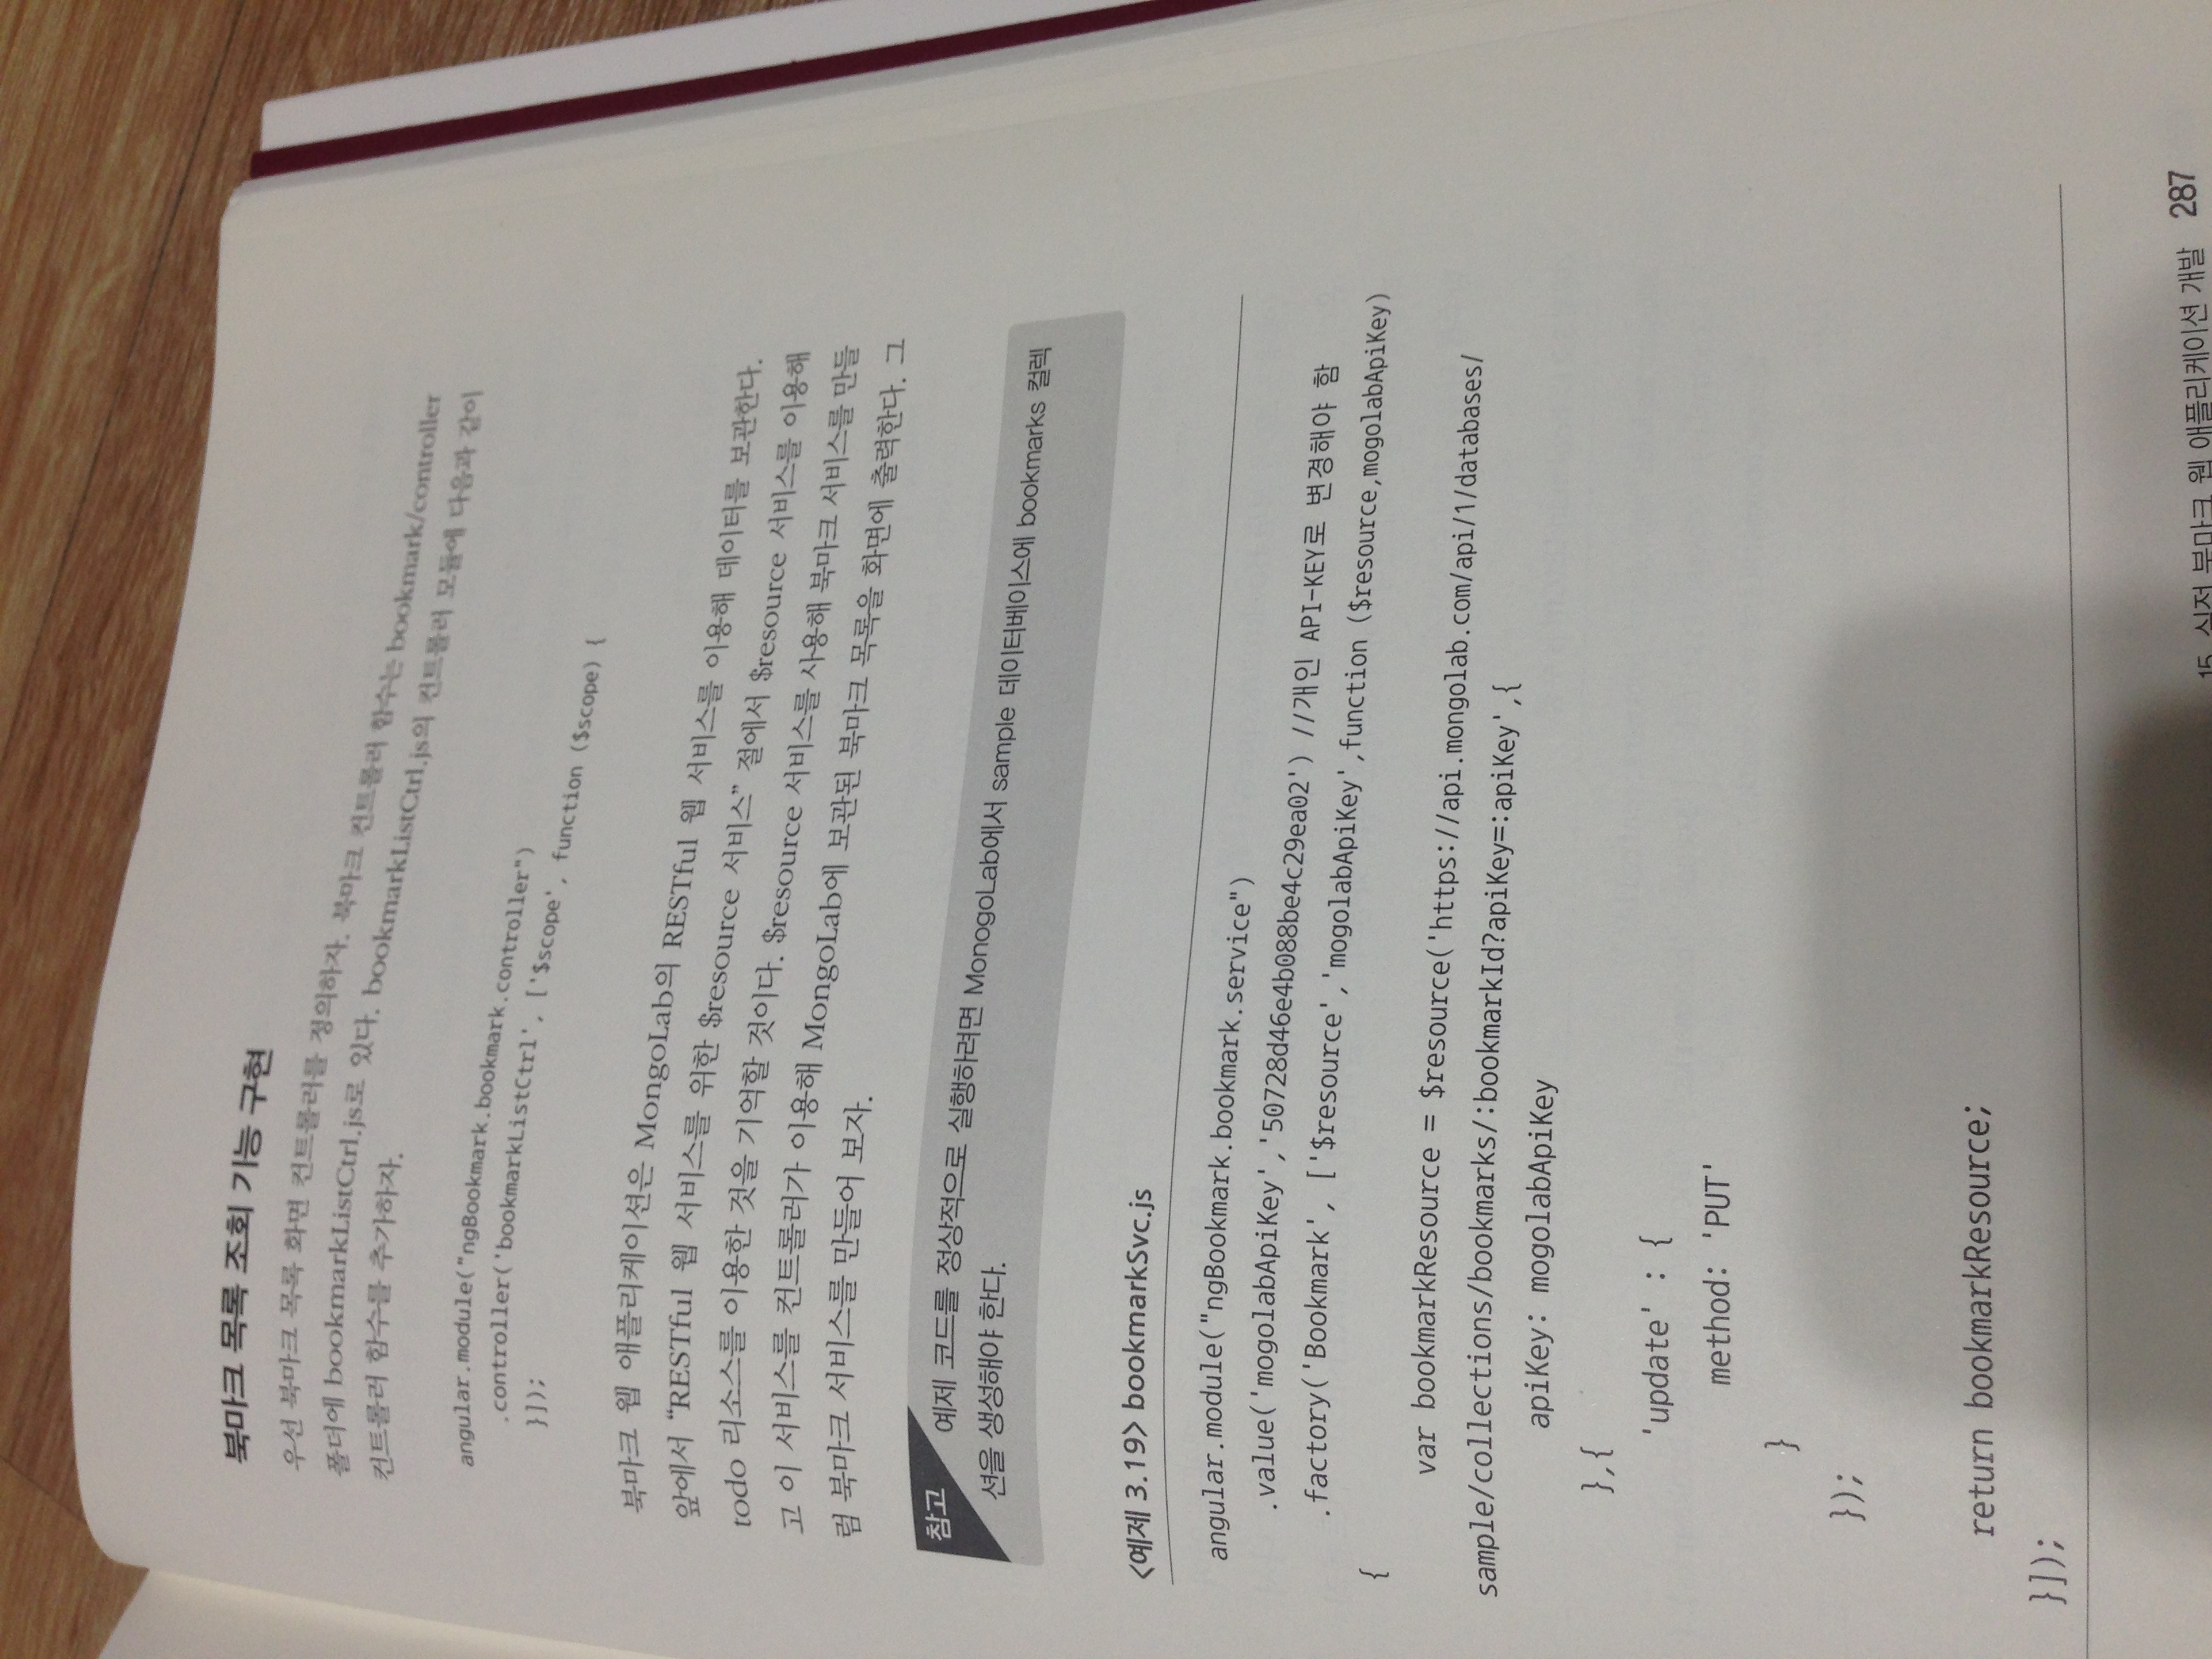 북마크 목록 조회 기능 구현
우선 북마크 목록 화면 컨트롤러를 정의하자. 북마크 컨트롤러 함수는 bookmark/controller
폴더에 bookmarkListCtrl.js로 있다. bookmarkListCtrl.js의 컨트롤러 모듈에 다음과 같이
컨트롤러 함수를 추가하자.
angular.module("ngBookmark.bookmark.controller")
.controller('bookmarkListCtrl', ['$scope', function ($scope) {
}]);
북마크 웹 애플리케이션은 MongoLab의 RESTful 웹 서비스를 이용해 데이터를 보관한다.
앞에서 “RESTful 웹 서비스를 위한 $resource 서비스” 절에서 $resource 서비스를 이용해
todo 리소스를 이용한 것을 기억할 것이다. $resource 서비스를 사용해 북마크 서비스를 만들
고 이 서비스를 컨트롤러가 이용해 MongoLab에 보관된 북마크 목록을 화면에 출력한다. 그
럼 북마크 서비스를 만들어 보자.
참고 예제 코드를 정상적으로 실행하려면 MonogoLab에서 sample 데이터베이스에 bookmarks 컬렉
션을 생성해야 한다.
<예제 3.19> bookmarkSvc.js
angular.module("ngBookmark.bookmark.service")
.value('mogolabApiKey','50728d46e4b088be4c29ea02') //개인 API-KEY로 변경해야 함
.factory('Bookmark', ['$resource','mogolabApiKey',function ($resource,mogolabApiKey)
{
var bookmarkResource = $resource('https://api.mongolab.com/api/1/databases/
sample/collections/bookmarks/:bookmarkId?apiKey=:apiKey',{
apiKey: mogolabApiKey
},{
'update' : {
method: 'PUT'
}
});
return bookmarkResource;
}]);
15 실전 북마크 웹 애플리케이션 개발 287